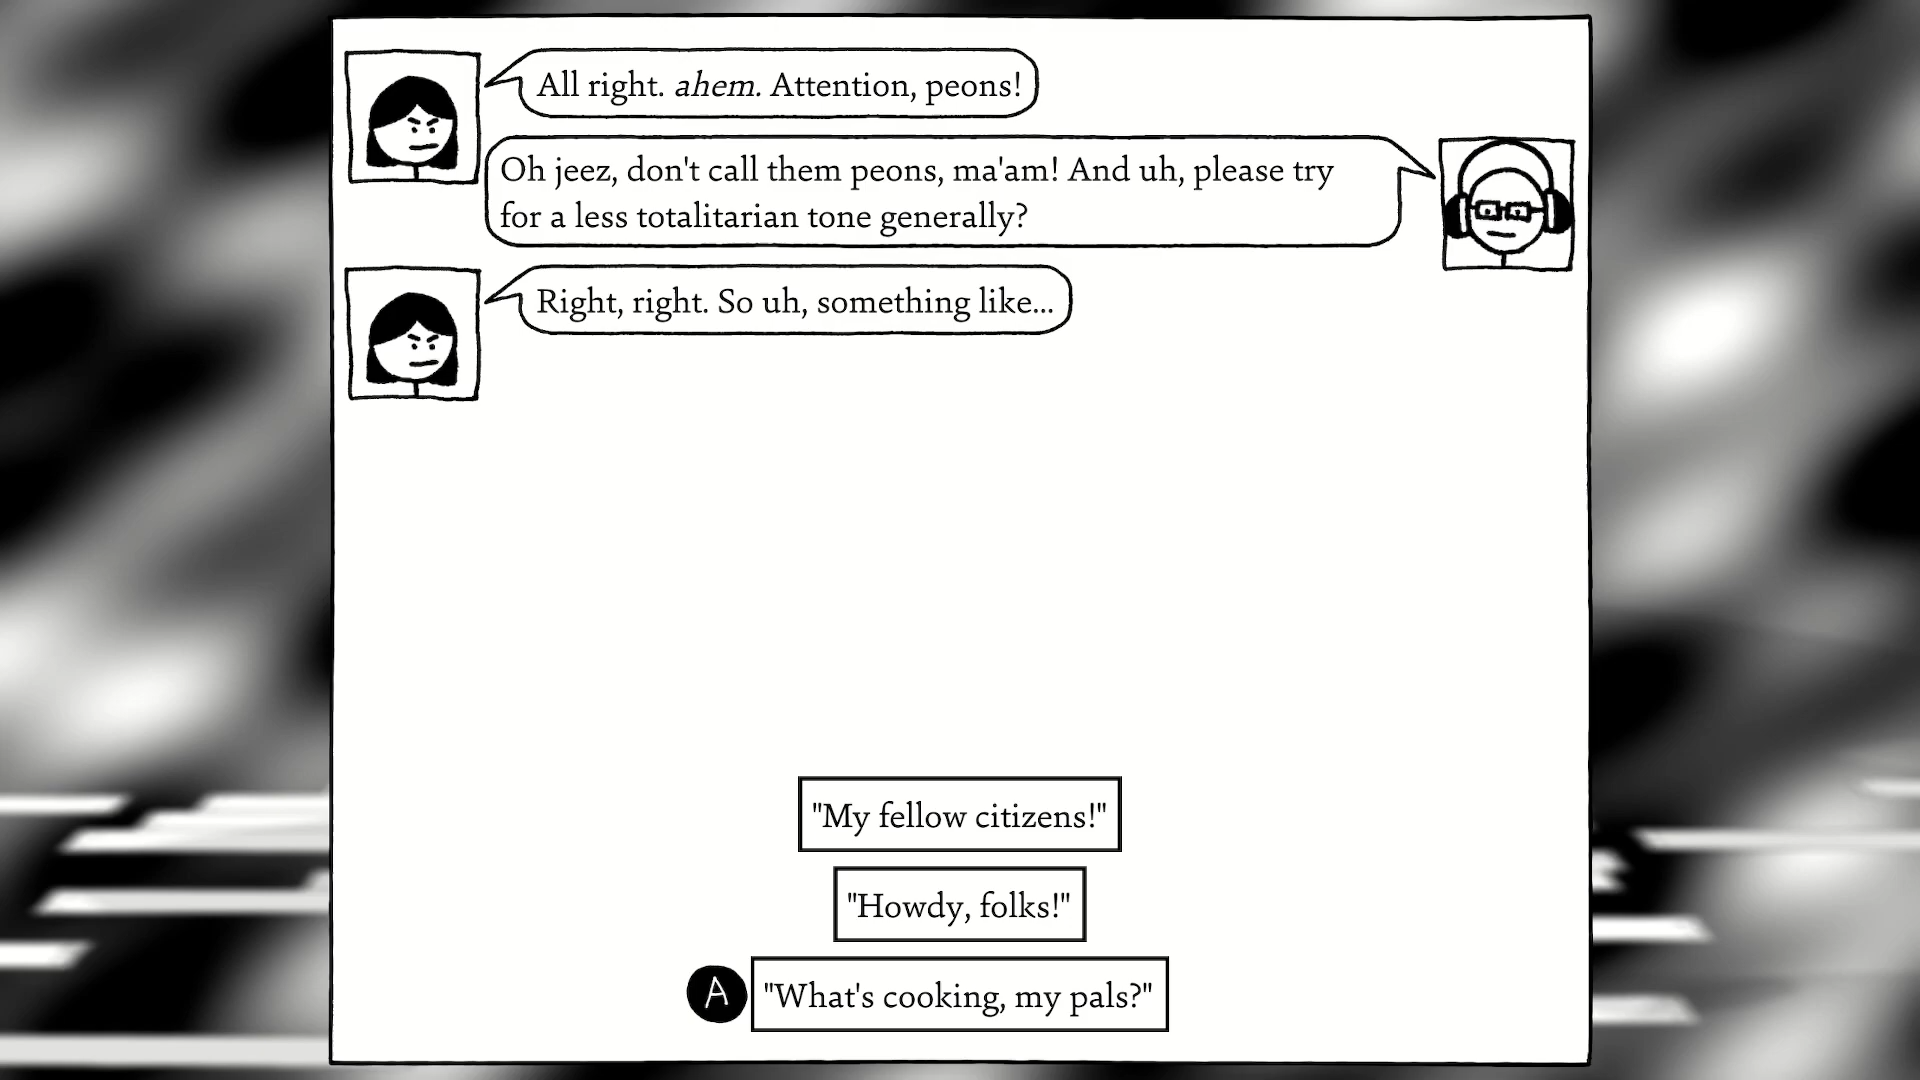 All right. ahem. Attention, peons!
Oh jeez, don't call them peons, ma'am! And uh, please try
for a less totalitarian tone generally?
Right, right. So uh, something like...
"My fellow citizens!"
"Howdy, folks!"
A "What's cooking, my pals?"